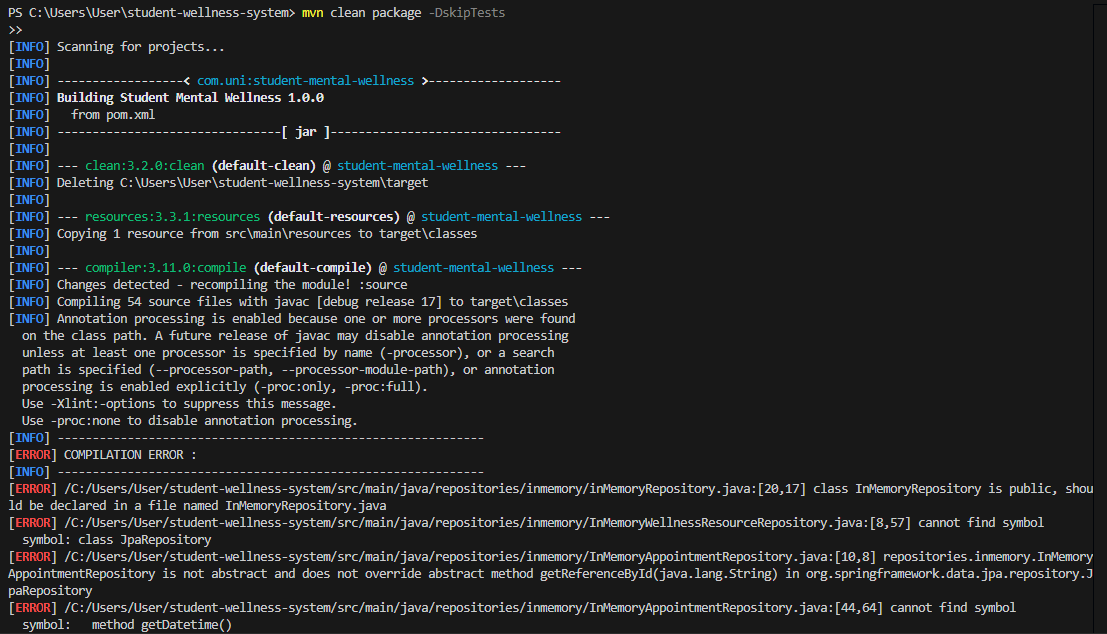 PS C:\Users\User\student-wellness-system> mvn clean package -DskipTests
>>
[INFO] Scanning for projects...
[INFO]
[INFO] ------------------< com.uni:student-mental-wellness >-------------------
[INFO] Building Student Mental Wellness 1.0.0
[INFO]   from pom.xml
[INFO] --------------------------------[ jar ]---------------------------------
[INFO]
[INFO] --- clean:3.2.0:clean (default-clean) @ student-mental-wellness ---
[INFO] Deleting C:\Users\User\student-wellness-system\target
[INFO]
[INFO] --- resources:3.3.1:resources (default-resources) @ student-mental-wellness ---
[INFO] Copying 1 resource from src\main\resources to target\classes
[INFO]
[INFO] --- compiler:3.11.0:compile (default-compile) @ student-mental-wellness ---
[INFO] Changes detected - recompiling the module! :source
[INFO] Compiling 54 source files with javac [debug release 17] to target\classes
[INFO] Annotation processing is enabled because one or more processors were found
  on the class path. A future release of javac may disable annotation processing
  unless at least one processor is specified by name (-processor), or a search
  path is specified (--processor-path, --processor-module-path), or annotation
  processing is enabled explicitly (-proc:only, -proc:full).
  Use -Xlint:-options to suppress this message.
  Use -proc:none to disable annotation processing.
[INFO] -------------------------------------------------------------
[ERROR] COMPILATION ERROR :
[INFO] -------------------------------------------------------------
[ERROR] /C:/Users/User/student-wellness-system/src/main/java/repositories/inmemory/inMemoryRepository.java:[20,17] class InMemoryRepository is public, shou
ld be declared in a file named InMemoryRepository.java
[ERROR] /C:/Users/User/student-wellness-system/src/main/java/repositories/inmemory/InMemoryWellnessResourceRepository.java:[8,57] cannot find symbol
  symbol: class JpaRepository
[ERROR] /C:/Users/User/student-wellness-system/src/main/java/repositories/inmemory/InMemoryAppointmentRepository.java:[10,8] repositories.inmemory.InMemory
AppointmentRepository is not abstract and does not override abstract method getReferenceById(java.lang.String) in org.springframework.data.jpa.repository.J
paRepository
[ERROR] /C:/Users/User/student-wellness-system/src/main/java/repositories/inmemory/InMemoryAppointmentRepository.java:[44,64] cannot find symbol
  symbol:   method getDatetime()